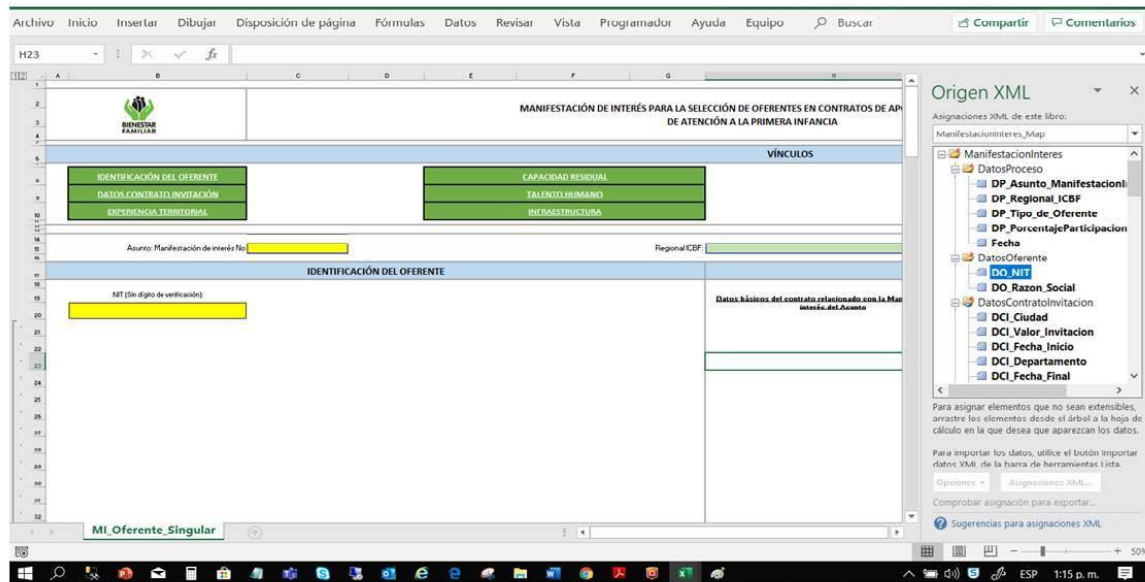 Archivo Inicio Insertar Dibujar Disposición de página Fórmulas Datos Revisar Vista Programador Ayuda Equipo Buscar Compartir Comentarios
H23
fx
A B C D E F G H
BIENESTAR
FAMILIAR
MANIFESTACIÓN DE INTERÉS PARA LA SELECCIÓN DE OFERENTES EN CONTRATOS DE AP
DE ATENCIÓN A LA PRIMERA INFANCIA
VÍNCULOS
IDENTIFICACIÓN DEL OFERENTE CAPACIDAD RESIDUAL
DATOS CONTRATO INVITACIÓN TALENTO HUMANO
EXPERIENCIA TERRITORIAL INFRAESTRUCTURA
Asunto: Manifestación de interés No Regional ICBF:
IDENTIFICACIÓN DEL OFERENTE
NIT (Sin dígito de verificación):
Datos básicos del contrato relacionado con la Man
interés del Asunto
MI_Oferente_Singular
Origen XML
Asignaciones XML de este libro:
ManifestacionInteres_Map
ManifestacionInteres
DatosProceso
DP_Asunto_ManifestacionI
DP_Regional_ICBF
DP_Tipo_de_Oferente
DP_PorcentajeParticipacion
Fecha
DatosOferente
DO_NIT
DO_Razon_Social
DatosContratoInvitacion
DCI_Ciudad
DCI_Valor_Invitacion
DCI_Fecha_Inicio
DCI_Departamento
DCI_Fecha_Final
Para asignar elementos que no sean extensibles,
arrastre los elementos desde el árbol a la hoja de
cálculo en la que desea que aparezcan los datos.
Para importar los datos, utilice el botón importar
datos XML de la barra de herramientas Lista.
Opciones Asignaciones XML...
Comprobar asignación para exportar...
Sugerencias para asignaciones XML
50%
ESP 1:15 p. m.